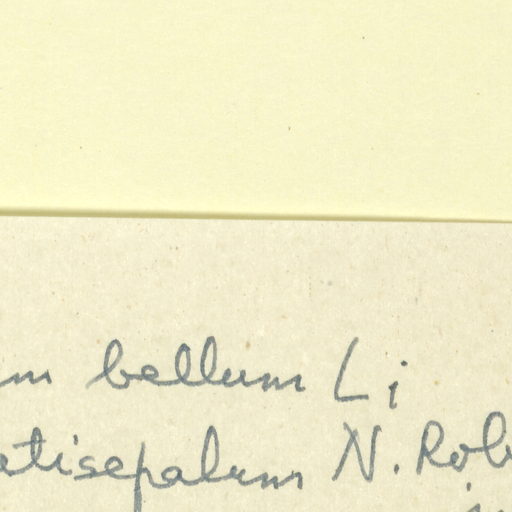 m bellum Li
atisepalum N. Rob